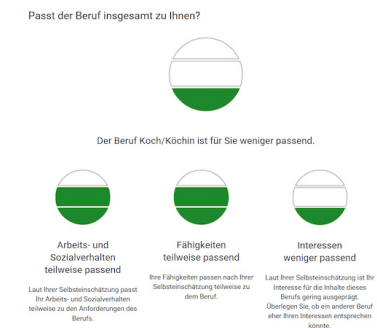 Passt der Beruf insgesamt zu Ihnen?
Der Beruf Koch/Köchin ist für Sie weniger passend.
Arbeits- und
Sozialverhalten
teilweise passend
Laut Ihrer Selbsteinschätzung passt
Ihr Arbeits- und Sozialverhalten
teilweise zu den Anforderungen des
Berufs.
Fähigkeiten
teilweise passend
Ihre Fähigkeiten passen nach Ihrer
Selbsteinschätzung teilweise zu
dem Beruf.
Interessen
weniger passend
Laut Ihrer Selbsteinschätzung ist Ihr
Interesse für die Inhalte dieses
Berufs gering ausgeprägt.
Überlegen Sie, ob ein anderer Beruf
eher Ihren Interessen entsprechen
könnte.